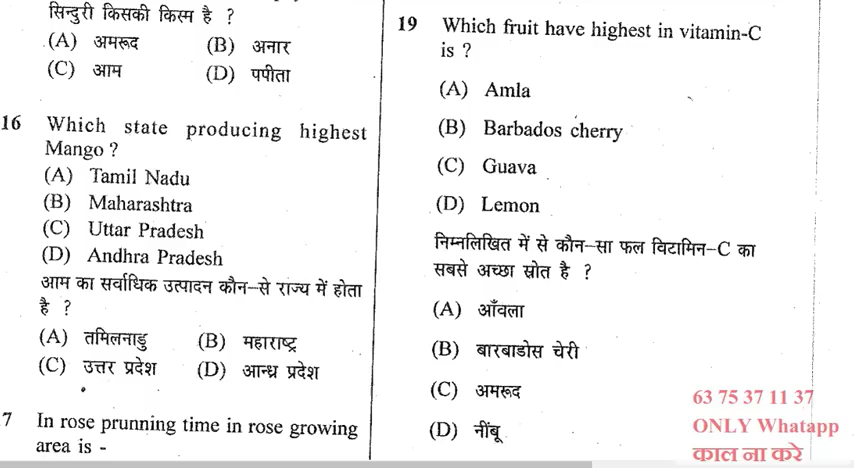 सिन्दुरी किसकी किस्म है ?
(A) अमरूद (B) अनार
(C) आम (D) पपीता
16 Which state producing highest
Mango ?
(A) Tamil Nadu
(B) Maharashtra
(C) Uttar Pradesh
(D) Andhra Pradesh
आम का सर्वाधिक उत्पादन कौन-से राज्य में होता
है ?
(A) तमिलनाडु (B) महाराष्ट्र
(C) उत्तर प्रदेश (D) आन्ध्र प्रदेश
7 In rose prunning time in rose growing
area is -
19 Which fruit have highest in vitamin-C
is ?
(A) Amla
(B) Barbados cherry
(C) Guava
(D) Lemon
निम्नलिखित में से कौन-सा फल विटामिन-C का
सबसे अच्छा स्रोत है ?
(A) आँवला
(B) बारबाडोस चेरी
(C) अमरूद
(D) नींबू
63 75 37 11 37
ONLY Whatapp
काल ना करे